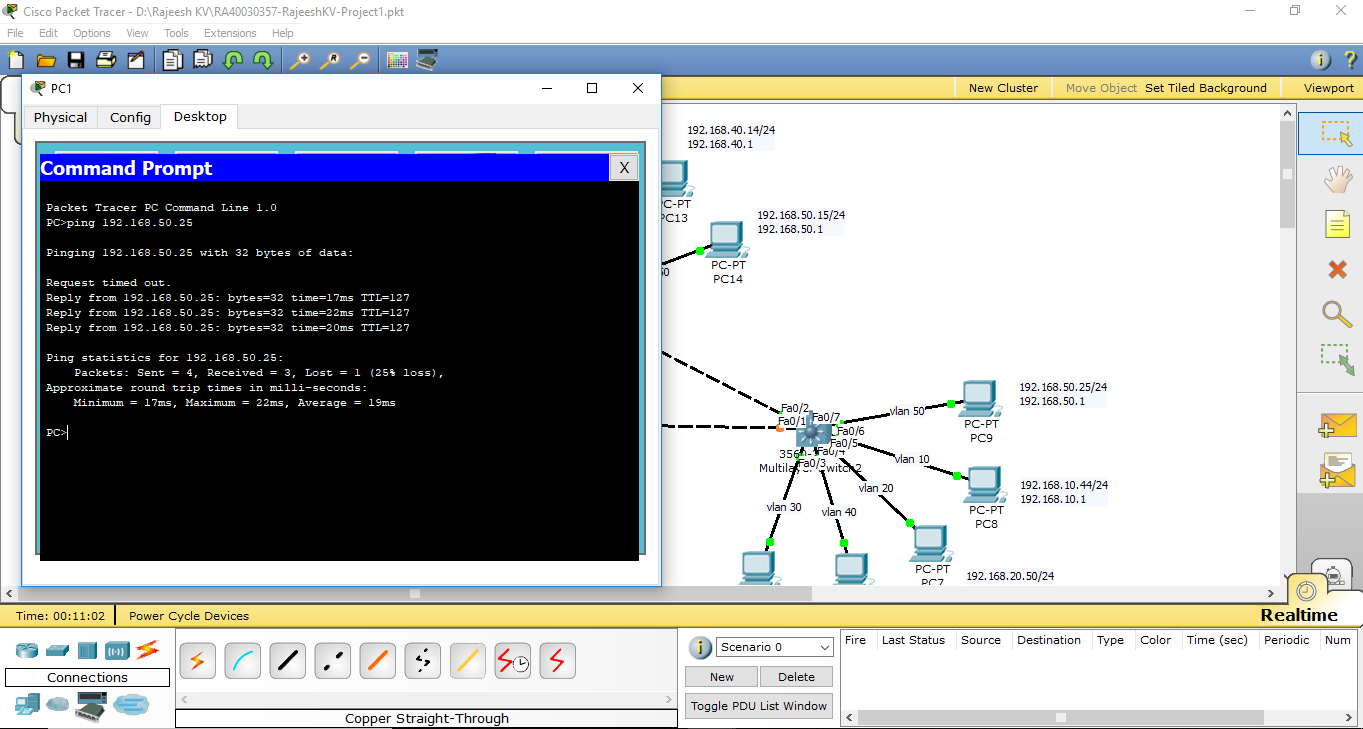 Cisco Packet Tracer - D:\Rajeesh KV\RA40030357-RajeeshKV-Project1.pkt
File Edit Options View Tools Extensions Help
New Cluster Move Object Set Tiled Background Viewport
PC1
Physical Config Desktop
Command Prompt X
Packet Tracer PC Command Line 1.0
PC>ping 192.168.50.25
Pinging 192.168.50.25 with 32 bytes of data:
Request timed out.
Reply from 192.168.50.25: bytes=32 time=17ms TTL=127
Reply from 192.168.50.25: bytes=32 time=22ms TTL=127
Reply from 192.168.50.25: bytes=32 time=20ms TTL=127
Ping statistics for 192.168.50.25:
Packets: Sent = 4, Received = 3, Lost = 1 (25% loss),
Approximate round trip times in milli-seconds:
Minimum = 17ms, Maximum = 22ms, Average = 19ms
PC>
192.168.40.14/24
192.168.40.1
C-PT
PC13
192.168.50.15/24
192.168.50.1
PC-PT
PC14
Fa0/2
Fa0/1
Fa0/7
Fa0/6
Fa0/5
Fa0/4
Fa0/3
vlan 50
192.168.50.25/24
192.168.50.1
PC-PT
PC9
vlan 10
192.168.10.44/24
192.168.10.1
PC-PT
PC8
vlan 20
vlan 30
vlan 40
PC-PT
PC7
192.168.20.50/24
Time: 00:11:02 Power Cycle Devices
Realtime
Connections
Copper Straight-Through
Scenario 0
New Delete
Toggle PDU List Window
Fire Last Status Source Destination Type Color Time (sec) Periodic Num